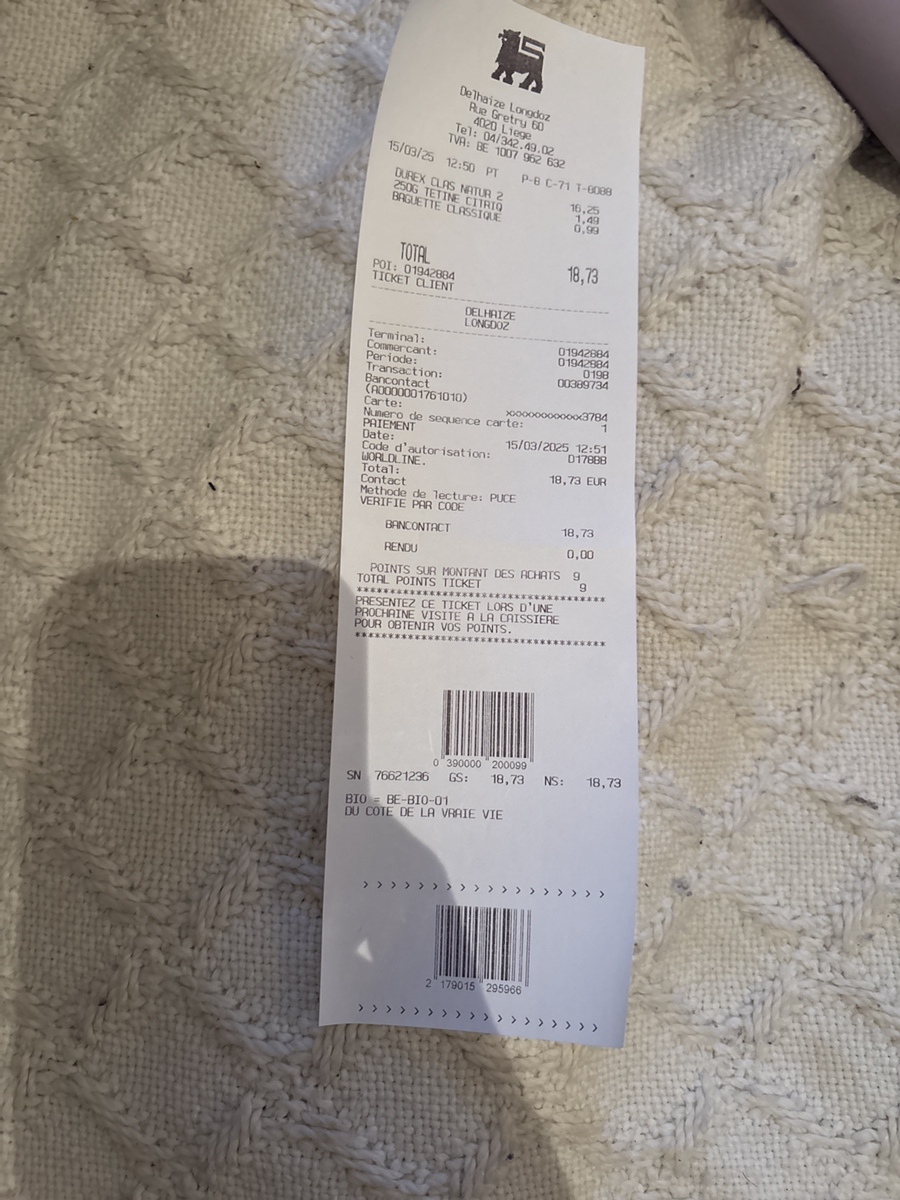 Delhaize Longdoz
Rue Gretry 60
4020 Liege
Tel: 04/342.49.02
TVA: BE 1007 962 632
15/03/25 12:50 PT P-8 C-71 T-6088
DUREX CLAS NATUR 2 16,25
250G TETINE CITRIQ 1,49
BAGUETTE CLASSIQUE 0,99
TOTAL 18,73
POI: 01942884
TICKET CLIENT
DELHAIZE
LONGDOZ
Terminal: 01942884
Commercant: 01942884
Periode: 0198
Transaction: 00389734
Bancontact
(A0000001761010)
Carte: xxxxxxxxxxxxx3784
Numero de sequence carte: 1
PAIEMENT
Date: 15/03/2025 12:51
Code d'autorisation: D17888
WORLDLINE.
Total: 18,73 EUR
Contact
Methode de lecture: PUCE
VERIFIE PAR CODE
BANCONTACT 18,73
RENDU 0,00
POINTS SUR MONTANT DES ACHATS 9
TOTAL POINTS TICKET 9
************************************
PRESENTEZ CE TICKET LORS D'UNE
PROCHAINE VISITE A LA CAISSIERE
POUR OBTENIR VOS POINTS.
************************************
0 390000 200099
SN 76621236 GS: 18,73 NS: 18,73
BIO = BE-BIO-01
DU COTE DE LA VRAIE VIE
> > > > > > > > > > > > > > > > > >
2 179015 295966
> > > > > > > > > > > > > > > > > >